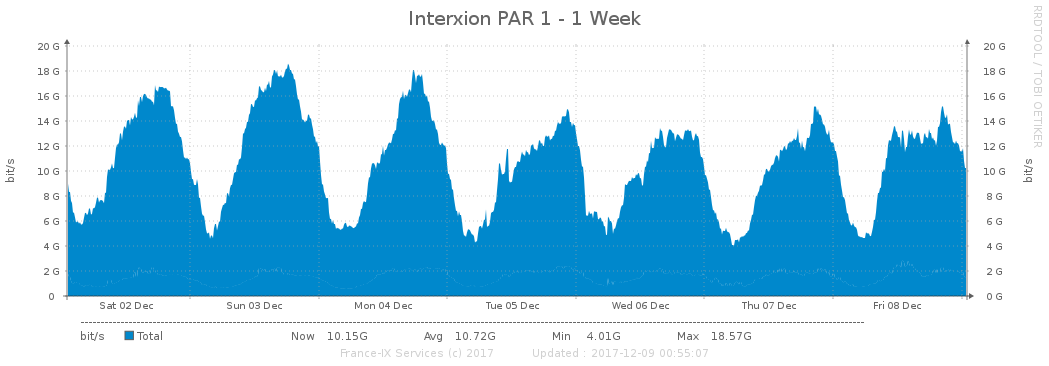 Interxion PAR 1 - 1 Week
RRDTOOL / TOBI OETIKER
20 G 20 G
18 G 18 G
16 G 16 G
14 G 14 G
12 G 12 G
10 G 10 G
8 G 8 G
6 G 6 G
4 G 4 G
2 G 2 G
0 0 G
bit/s
bit/s
Sat 02 Dec Sun 03 Dec Mon 04 Dec Tue 05 Dec Wed 06 Dec Thu 07 Dec Fri 08 Dec
bit/s Total Now 10.15G Avg 10.72G Min 4.01G Max 18.57G
France-IX Services (c) 2017 Updated : 2017-12-09 00:55:07